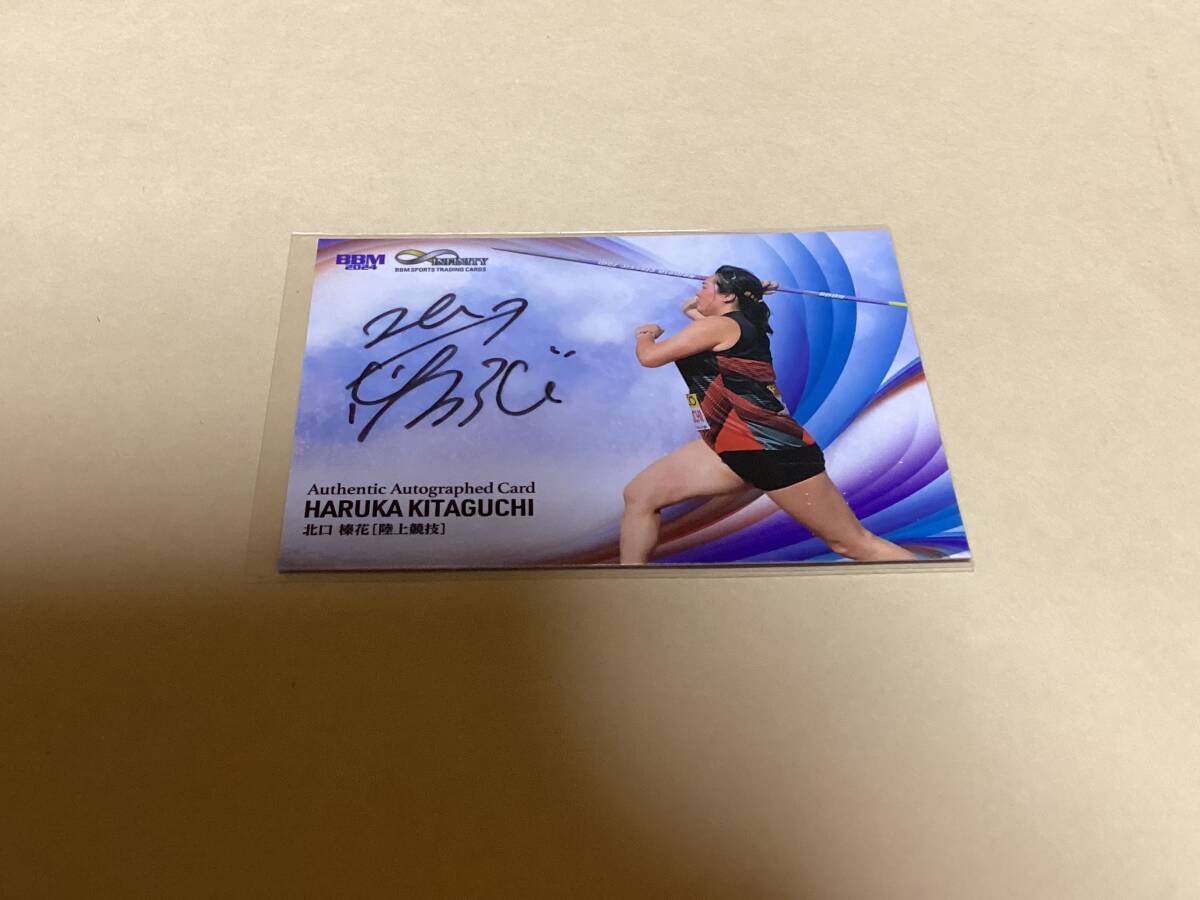 BBM
2024
INFINITY
BBM SPORTS TRADING CARDS
Authentic Autographed Card
HARUKA KITAGUCHI
北口 榛花[陸上競技]